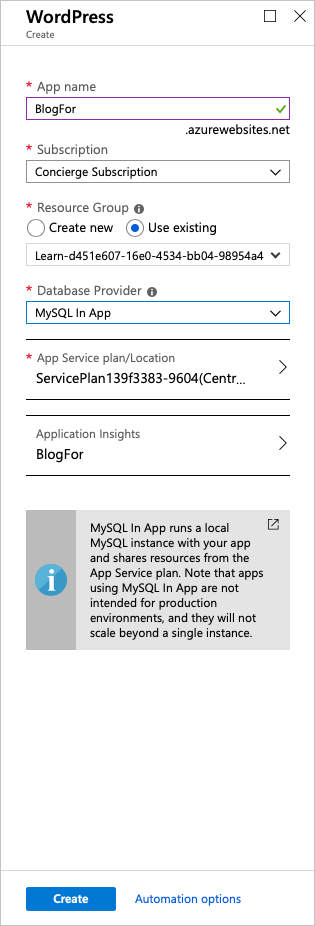 WordPress
Create
* App name
BlogFor
.azurewebsites.net
* Subscription
Concierge Subscription
* Resource Group
Create new Use existing
Learn-d451e607-16e0-4534-bb04-98954a4
* Database Provider
MySQL In App
* App Service plan/Location
ServicePlan139f3383-9604(Centr...
Application Insights
BlogFor
MySQL In App runs a local
MySQL instance with your app
and shares resources from the
App Service plan. Note that apps
using MySQL In App are not
intended for production
environments, and they will not
scale beyond a single instance.
Create Automation options